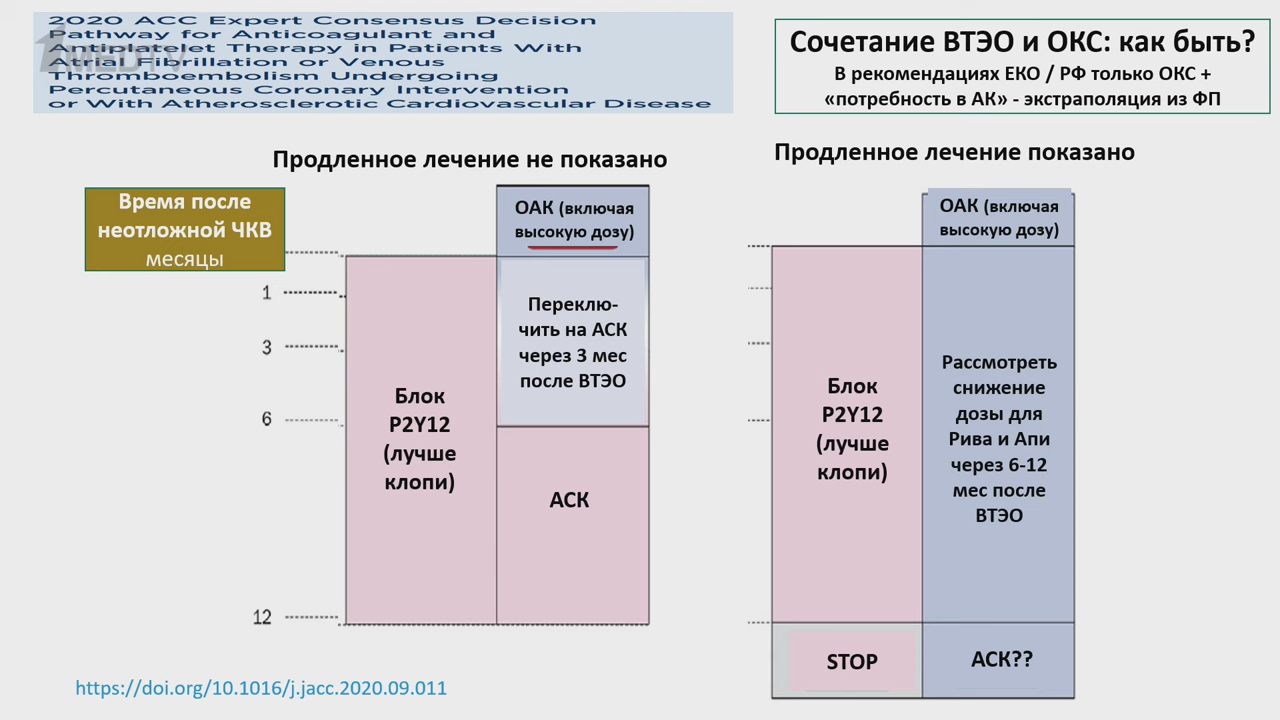 2020 ACC Expert Consensus Decision
Pathway for Anticoagulant and
Antiplatelet Therapy in Patients With
Atrial Fibrillation or Venous
Thromboembolism Undergoing
Percutaneous Coronary Intervention
or With Atherosclerotic Cardiovascular Disease
1MEDTV
Сочетание ВТЭО и ОКС: как быть?
В рекомендациях ЕКО / РФ только ОКС +
«потребность в АК» - экстраполяция из ФП
Продленное лечение не показано
Время после
неотложной ЧКВ
месяцы
1
3
6
12
ОАК (включая
высокую дозу)
Переклю-
чить на АСК
через 3 мес
после ВТЭО
Блок
P2Y12
(лучше
клопи)
АСК
Продленное лечение показано
ОАК (включая
высокую дозу)
Блок
P2Y12
(лучше
клопи)
Рассмотреть
снижение
дозы для
Рива и Апи
через 6-12
мес после
ВТЭО
STOP
АСК??
https://doi.org/10.1016/j.jacc.2020.09.011